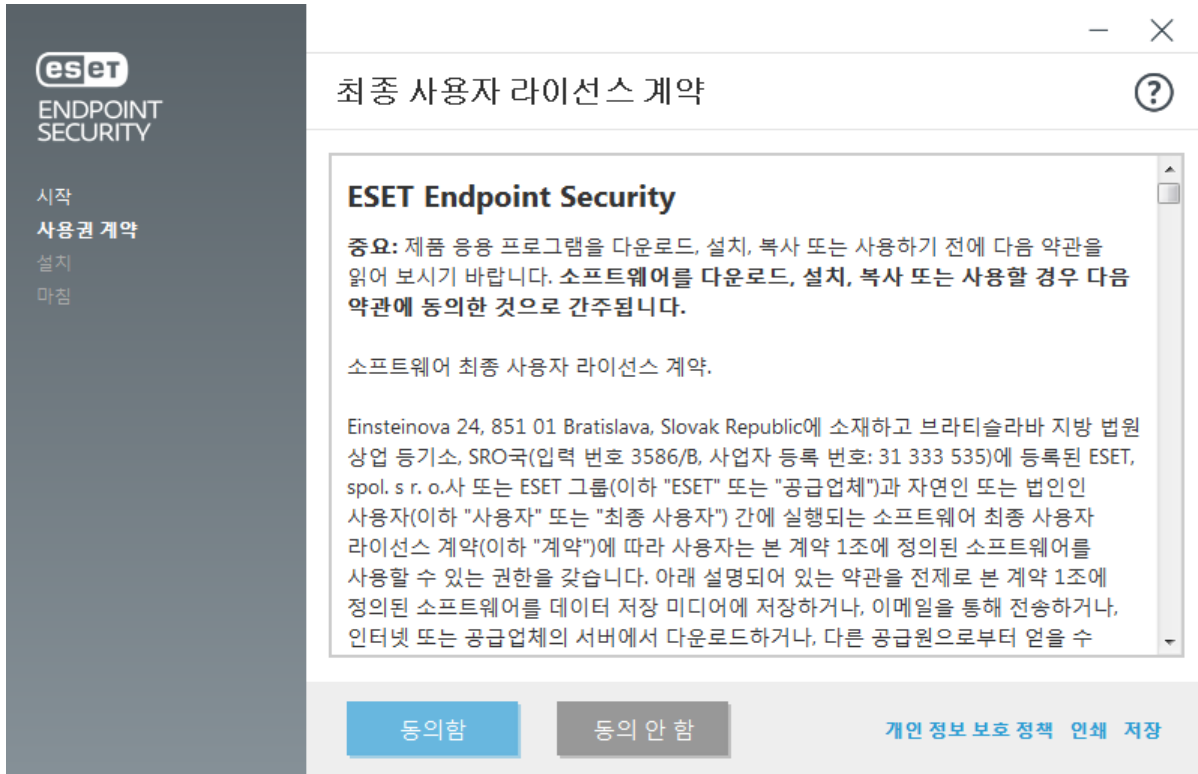 eset
ENDPOINT
SECURITY
시작
사용권 계약
설치
마침
최종 사용자 라이선스 계약
?
ESET Endpoint Security
중요: 제품 응용 프로그램을 다운로드, 설치, 복사 또는 사용하기 전에 다음 약관을
읽어 보시기 바랍니다. 소프트웨어를 다운로드, 설치, 복사 또는 사용할 경우 다음
약관에 동의한 것으로 간주됩니다.
소프트웨어 최종 사용자 라이선스 계약.
Einsteinova 24, 851 01 Bratislava, Slovak Republic에 소재하고 브라티슬라바 지방 법원
상업 등기소, SRO국(입력 번호 3586/B, 사업자 등록 번호: 31 333 535)에 등록된 ESET,
spol. s r. o.사 또는 ESET 그룹(이하 "ESET" 또는 "공급업체")과 자연인 또는 법인인
사용자(이하 "사용자" 또는 "최종 사용자") 간에 실행되는 소프트웨어 최종 사용자
라이선스 계약(이하 "계약")에 따라 사용자는 본 계약 1조에 정의된 소프트웨어를
사용할 수 있는 권한을 갖습니다. 아래 설명되어 있는 약관을 전제로 본 계약 1조에
정의된 소프트웨어를 데이터 저장 미디어에 저장하거나, 이메일을 통해 전송하거나,
인터넷 또는 공급업체의 서버에서 다운로드하거나, 다른 공급원으로부터 얻을 수
동의함
동의 안 함
개인 정보 보호 정책 인쇄 저장